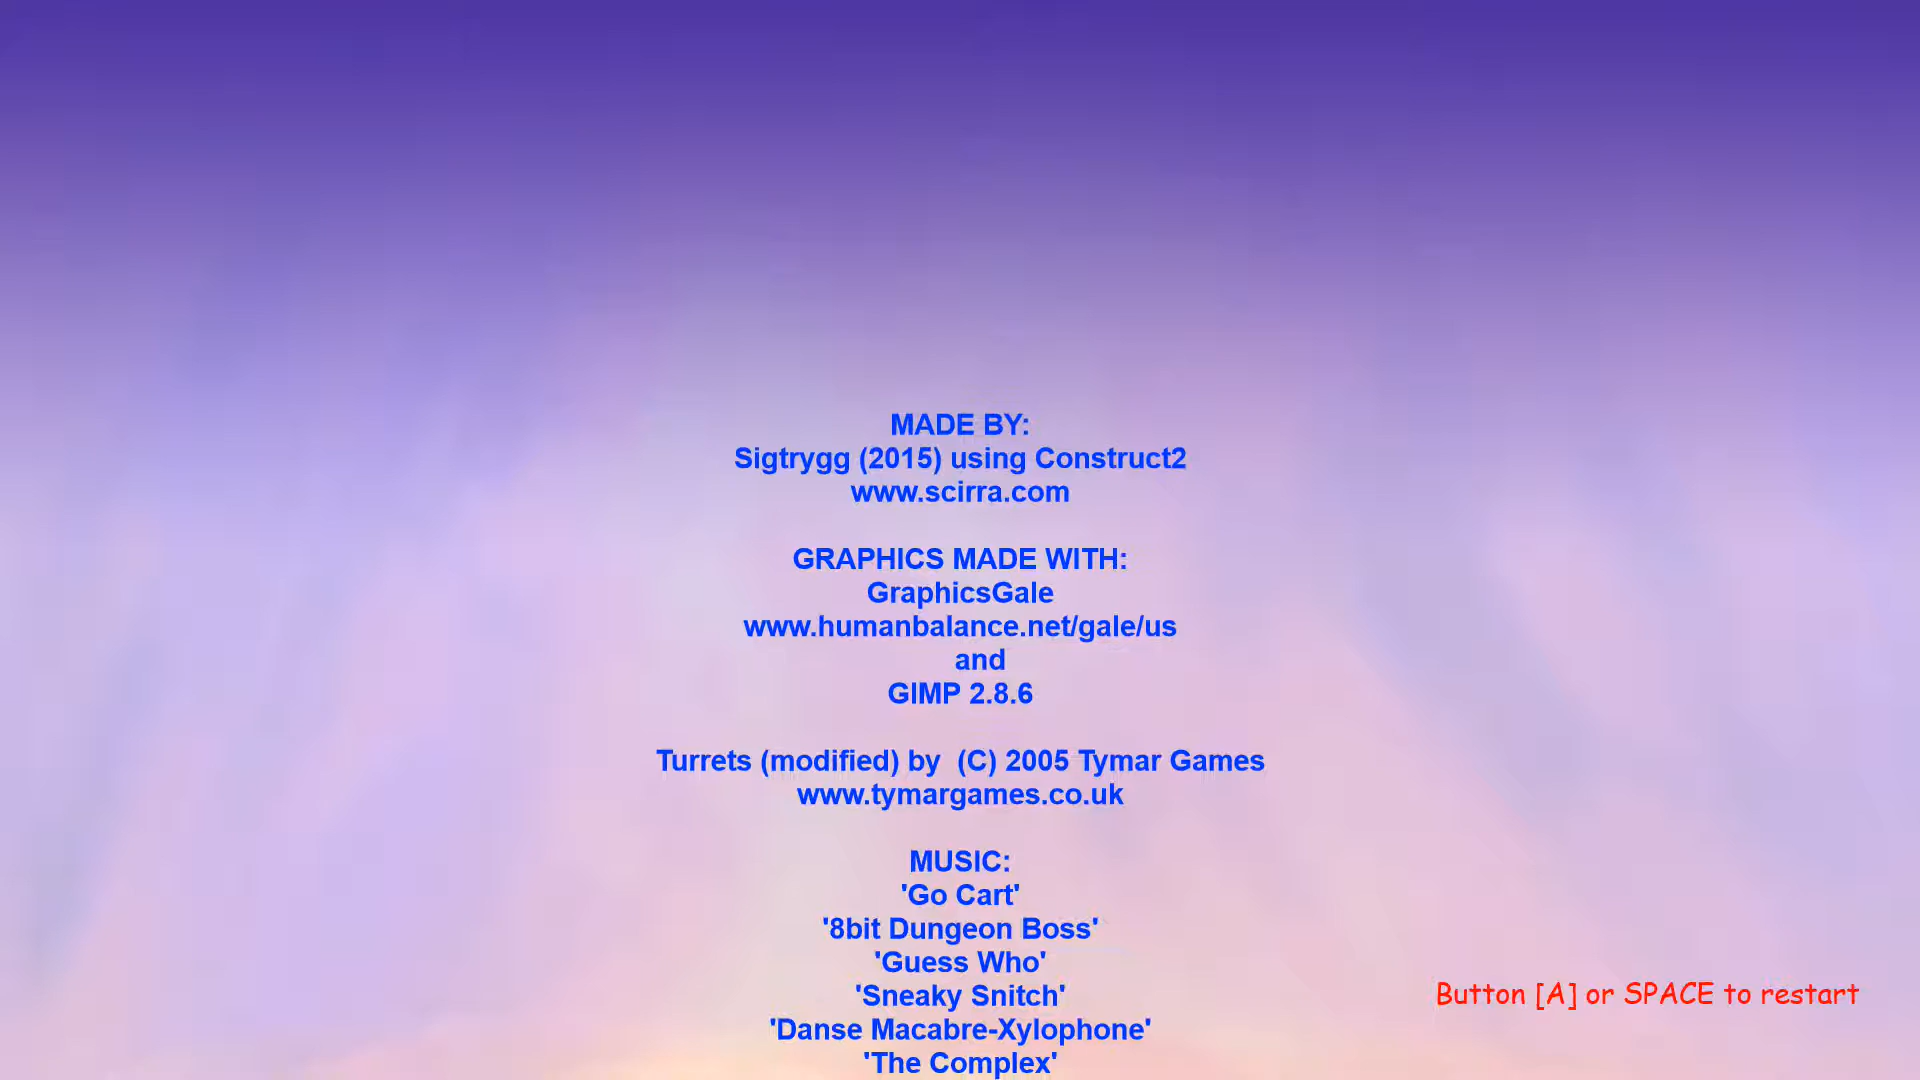 MADE BY:
Sigtrygg (2015) using Construct2
www.scirra.com
GRAPHICS MADE WITH:
GraphicsGale
www.humanbalance.net/gale/us
and
GIMP 2.8.6
Turrets (modified) by  (C) 2005 Tymar Games
www.tymargames.co.uk
MUSIC:
'Go Cart'
'8bit Dungeon Boss'
'Guess Who'
'Sneaky Snitch'
'Danse Macabre-Xylophone'
'The Complex'
Button [A] or SPACE to restart